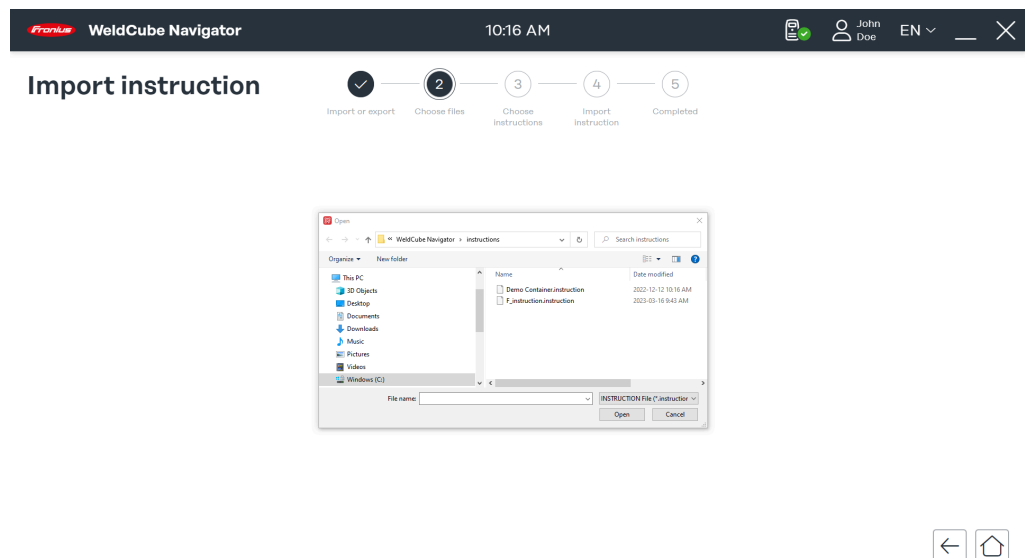 Fronius WeldCube Navigator 10:16 AM John Doe EN
Import instruction
2 3 4 5
Import or export Choose files Choose instructions Import instruction Completed
Open
« WeldCube Navigator › instructions Search instructions
Organize New folder
This PC Name Date modified
3D Objects Demo Container.instruction 2022-12-12 10:16 AM
Desktop F_instruction.instruction 2023-03-16 9:43 AM
Documents
Downloads
Music
Pictures
Videos
Windows (C:)
File name: INSTRUCTION File (*.instruction
Open Cancel